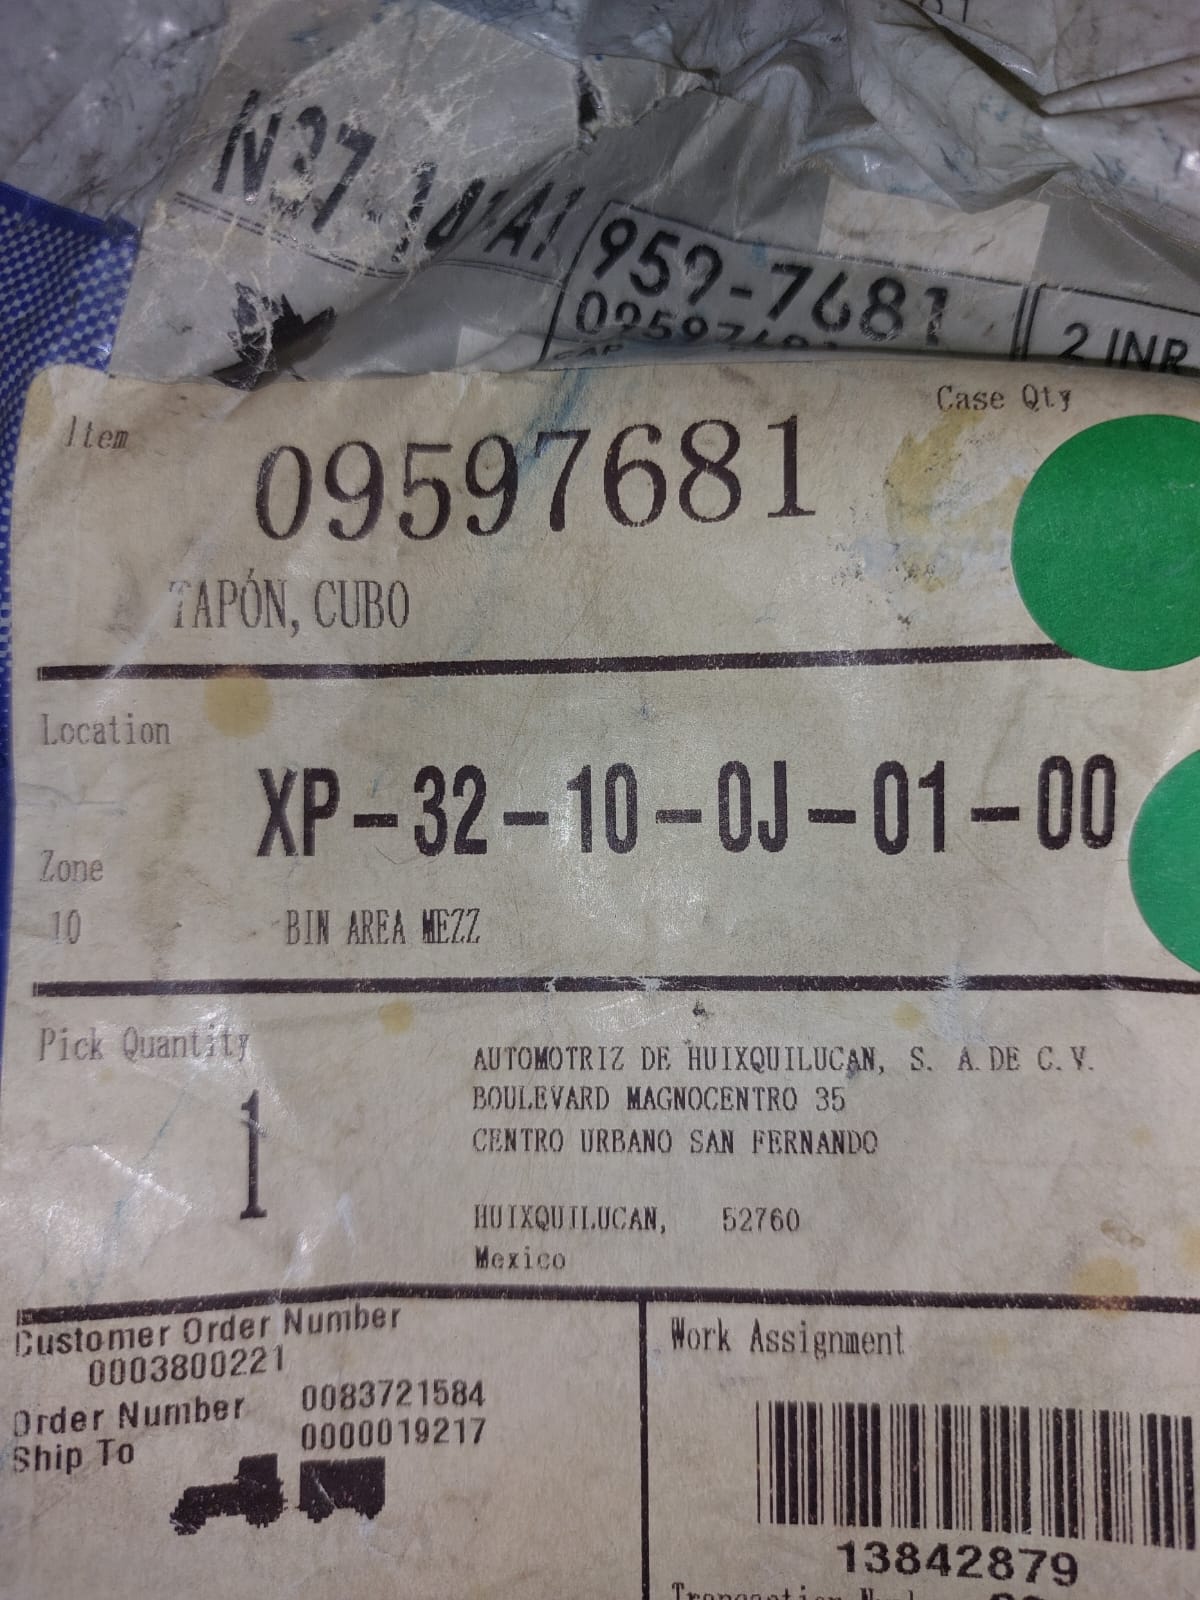 959-7681
09597681
2 INR
Case Qty
Item
09597681
TAPÓN, CUBO
Location
XP-32-10-0J-01-00
Zone
10 BIN AREA MEZZ
Pick Quantity
1
AUTOMOTRIZ DE HUIXQUILUCAN, S. A. DE C. V.
BOULEVARD MAGNOCENTRO 35
CENTRO URBANO SAN FERNANDO
HUIXQUILUCAN, 52760
Mexico
Customer Order Number
0003800221
Order Number 0083721584
Ship To 0000019217
Work Assignment
13842879